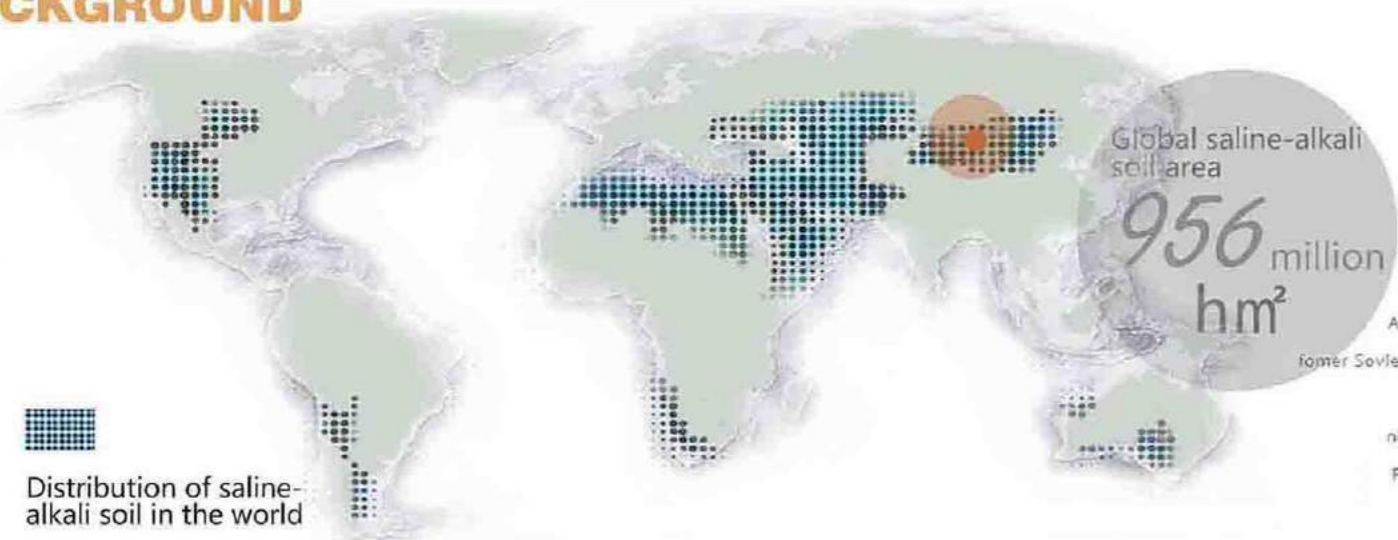 CKGROUND
Global saline-alkali
soil area
956 million
hm²
A
fomer Sovie
n
Distribution of saline-
alkali soil in the world